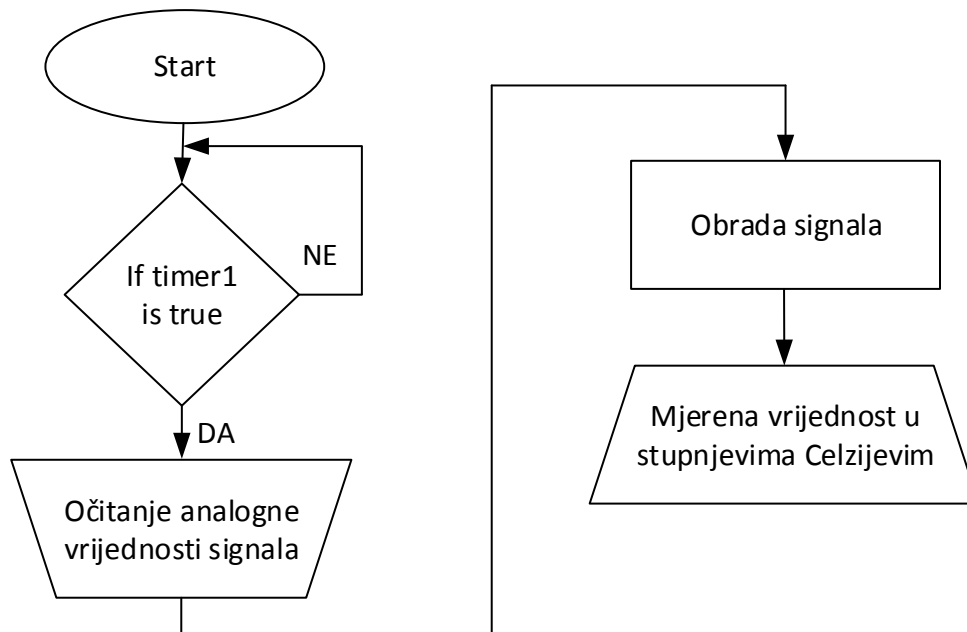 Start
If timer1
is true
NE
DA
Očitanje analogne
vrijednosti signala
Obrada signala
Mjerena vrijednost u
stupnjevima Celzijevim